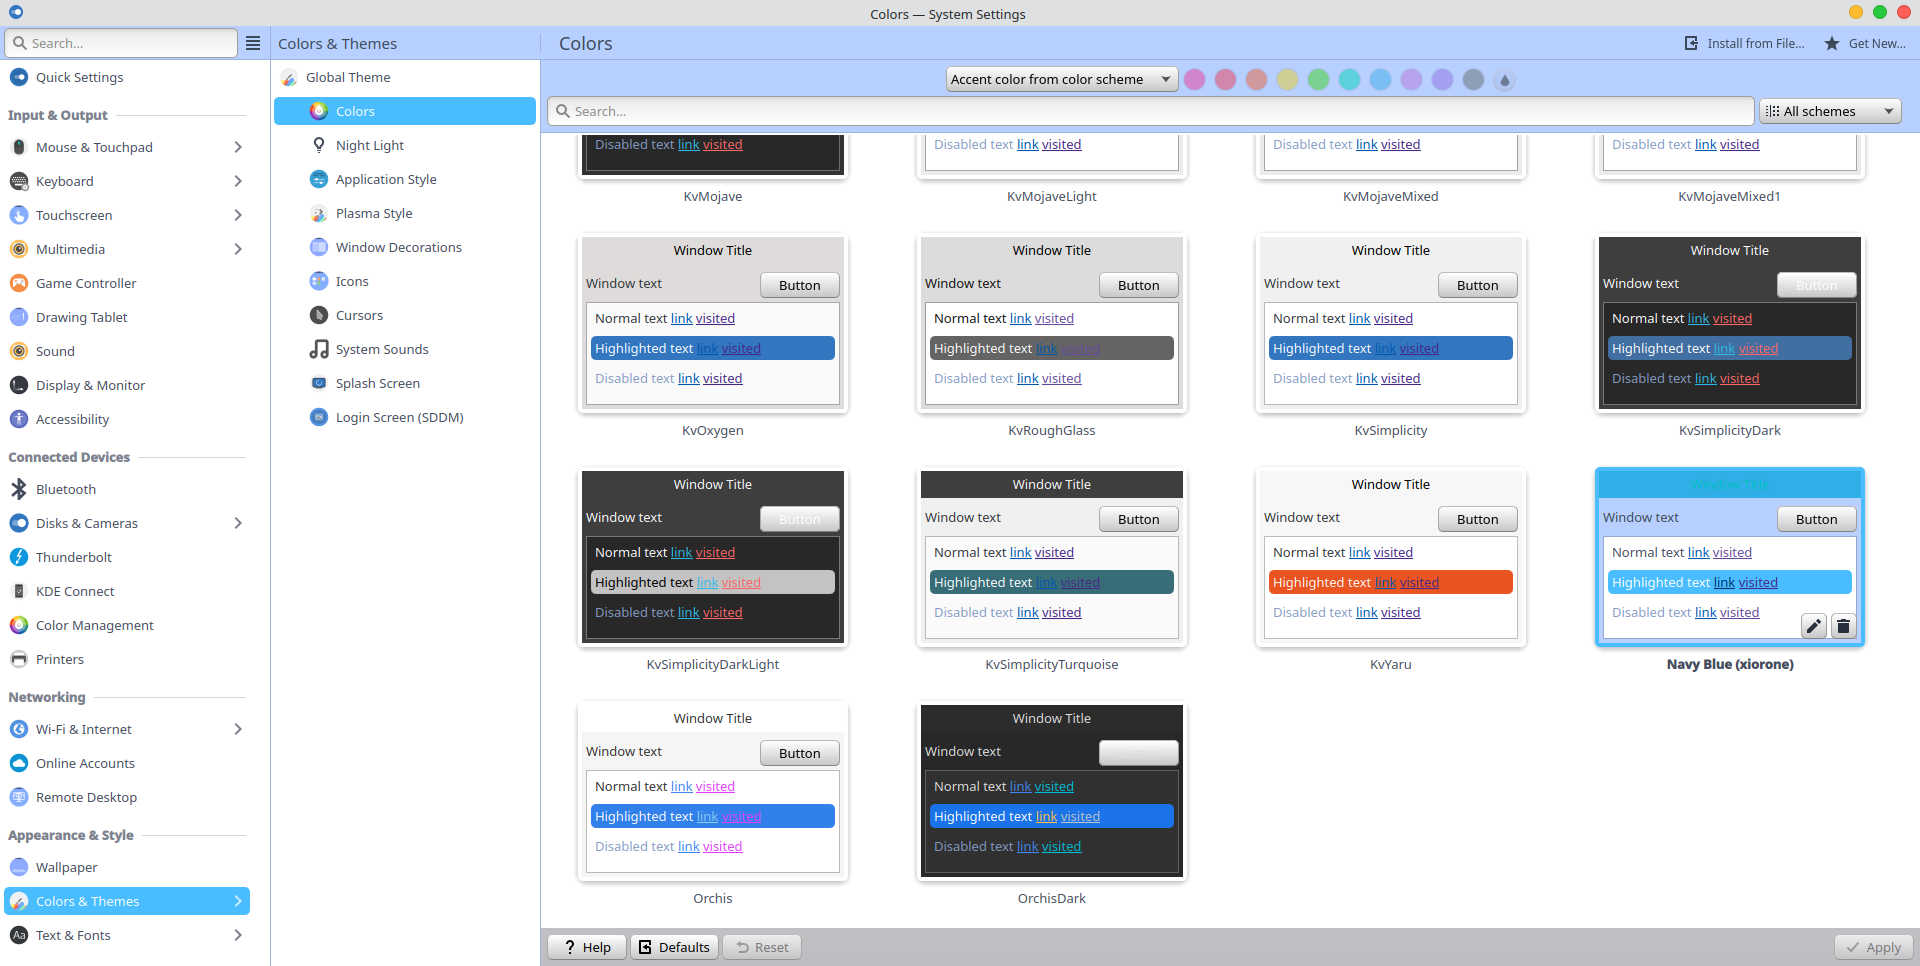 Colors — System Settings
Search...
Colors & Themes
Colors
Install from File...
Get New...
Quick Settings
Input & Output
Mouse & Touchpad
Keyboard
Touchscreen
Multimedia
Game Controller
Drawing Tablet
Sound
Display & Monitor
Accessibility
Connected Devices
Bluetooth
Disks & Cameras
Thunderbolt
KDE Connect
Color Management
Printers
Networking
Wi-Fi & Internet
Online Accounts
Remote Desktop
Appearance & Style
Wallpaper
Colors & Themes
Text & Fonts
Global Theme
Colors
Night Light
Application Style
Plasma Style
Window Decorations
Icons
Cursors
System Sounds
Splash Screen
Login Screen (SDDM)
Accent color from color scheme
Search...
All schemes
Disabled text link visited
KvMojave
Disabled text link visited
KvMojaveLight
Disabled text link visited
KvMojaveMixed
Disabled text link visited
KvMojaveMixed1
Window Title
Window text Button
Normal text link visited
Highlighted text link visited
Disabled text link visited
KvOxygen
Window Title
Window text Button
Normal text link visited
Highlighted text link visited
Disabled text link visited
KvRoughGlass
Window Title
Window text Button
Normal text link visited
Highlighted text link visited
Disabled text link visited
KvSimplicity
Window Title
Window text Button
Normal text link visited
Highlighted text link visited
Disabled text link visited
KvSimplicityDark
Window Title
Window text Button
Normal text link visited
Highlighted text link visited
Disabled text link visited
KvSimplicityDarkLight
Window Title
Window text Button
Normal text link visited
Highlighted text link visited
Disabled text link visited
KvSimplicityTurquoise
Window Title
Window text Button
Normal text link visited
Highlighted text link visited
Disabled text link visited
KvYaru
Window Title
Window text Button
Normal text link visited
Highlighted text link visited
Disabled text link visited
Navy Blue (xiorone)
Window Title
Window text Button
Normal text link visited
Highlighted text link visited
Disabled text link visited
Orchis
Window Title
Window text
Normal text link visited
Highlighted text link visited
Disabled text link visited
OrchisDark
Help
Defaults
Reset
Apply